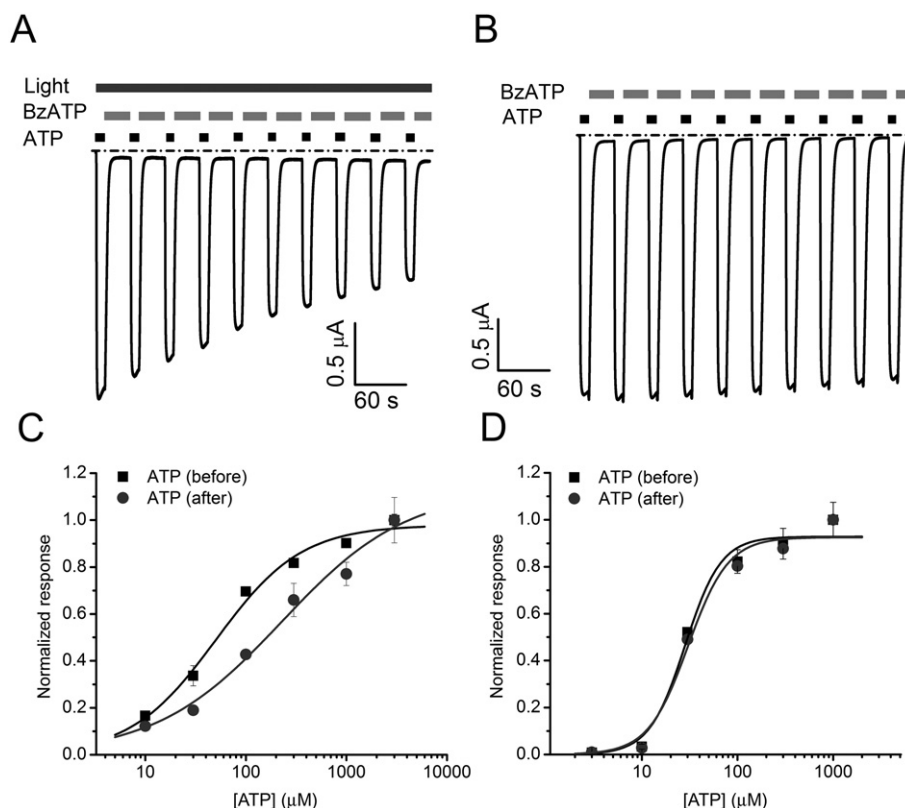 A
Light
BzATP
ATP
0.5 μA
60 s
B
BzATP
ATP
0.5 μA
60 s
C
Normalized response
1.2
1.0
0.8
0.6
0.4
0.2
0.0
ATP (before)
ATP (after)
10
100
1000
10000
[ATP] (μM)
D
Normalized response
1.2
1.0
0.8
0.6
0.4
0.2
0.0
ATP (before)
ATP (after)
10
100
1000
[ATP] (μM)